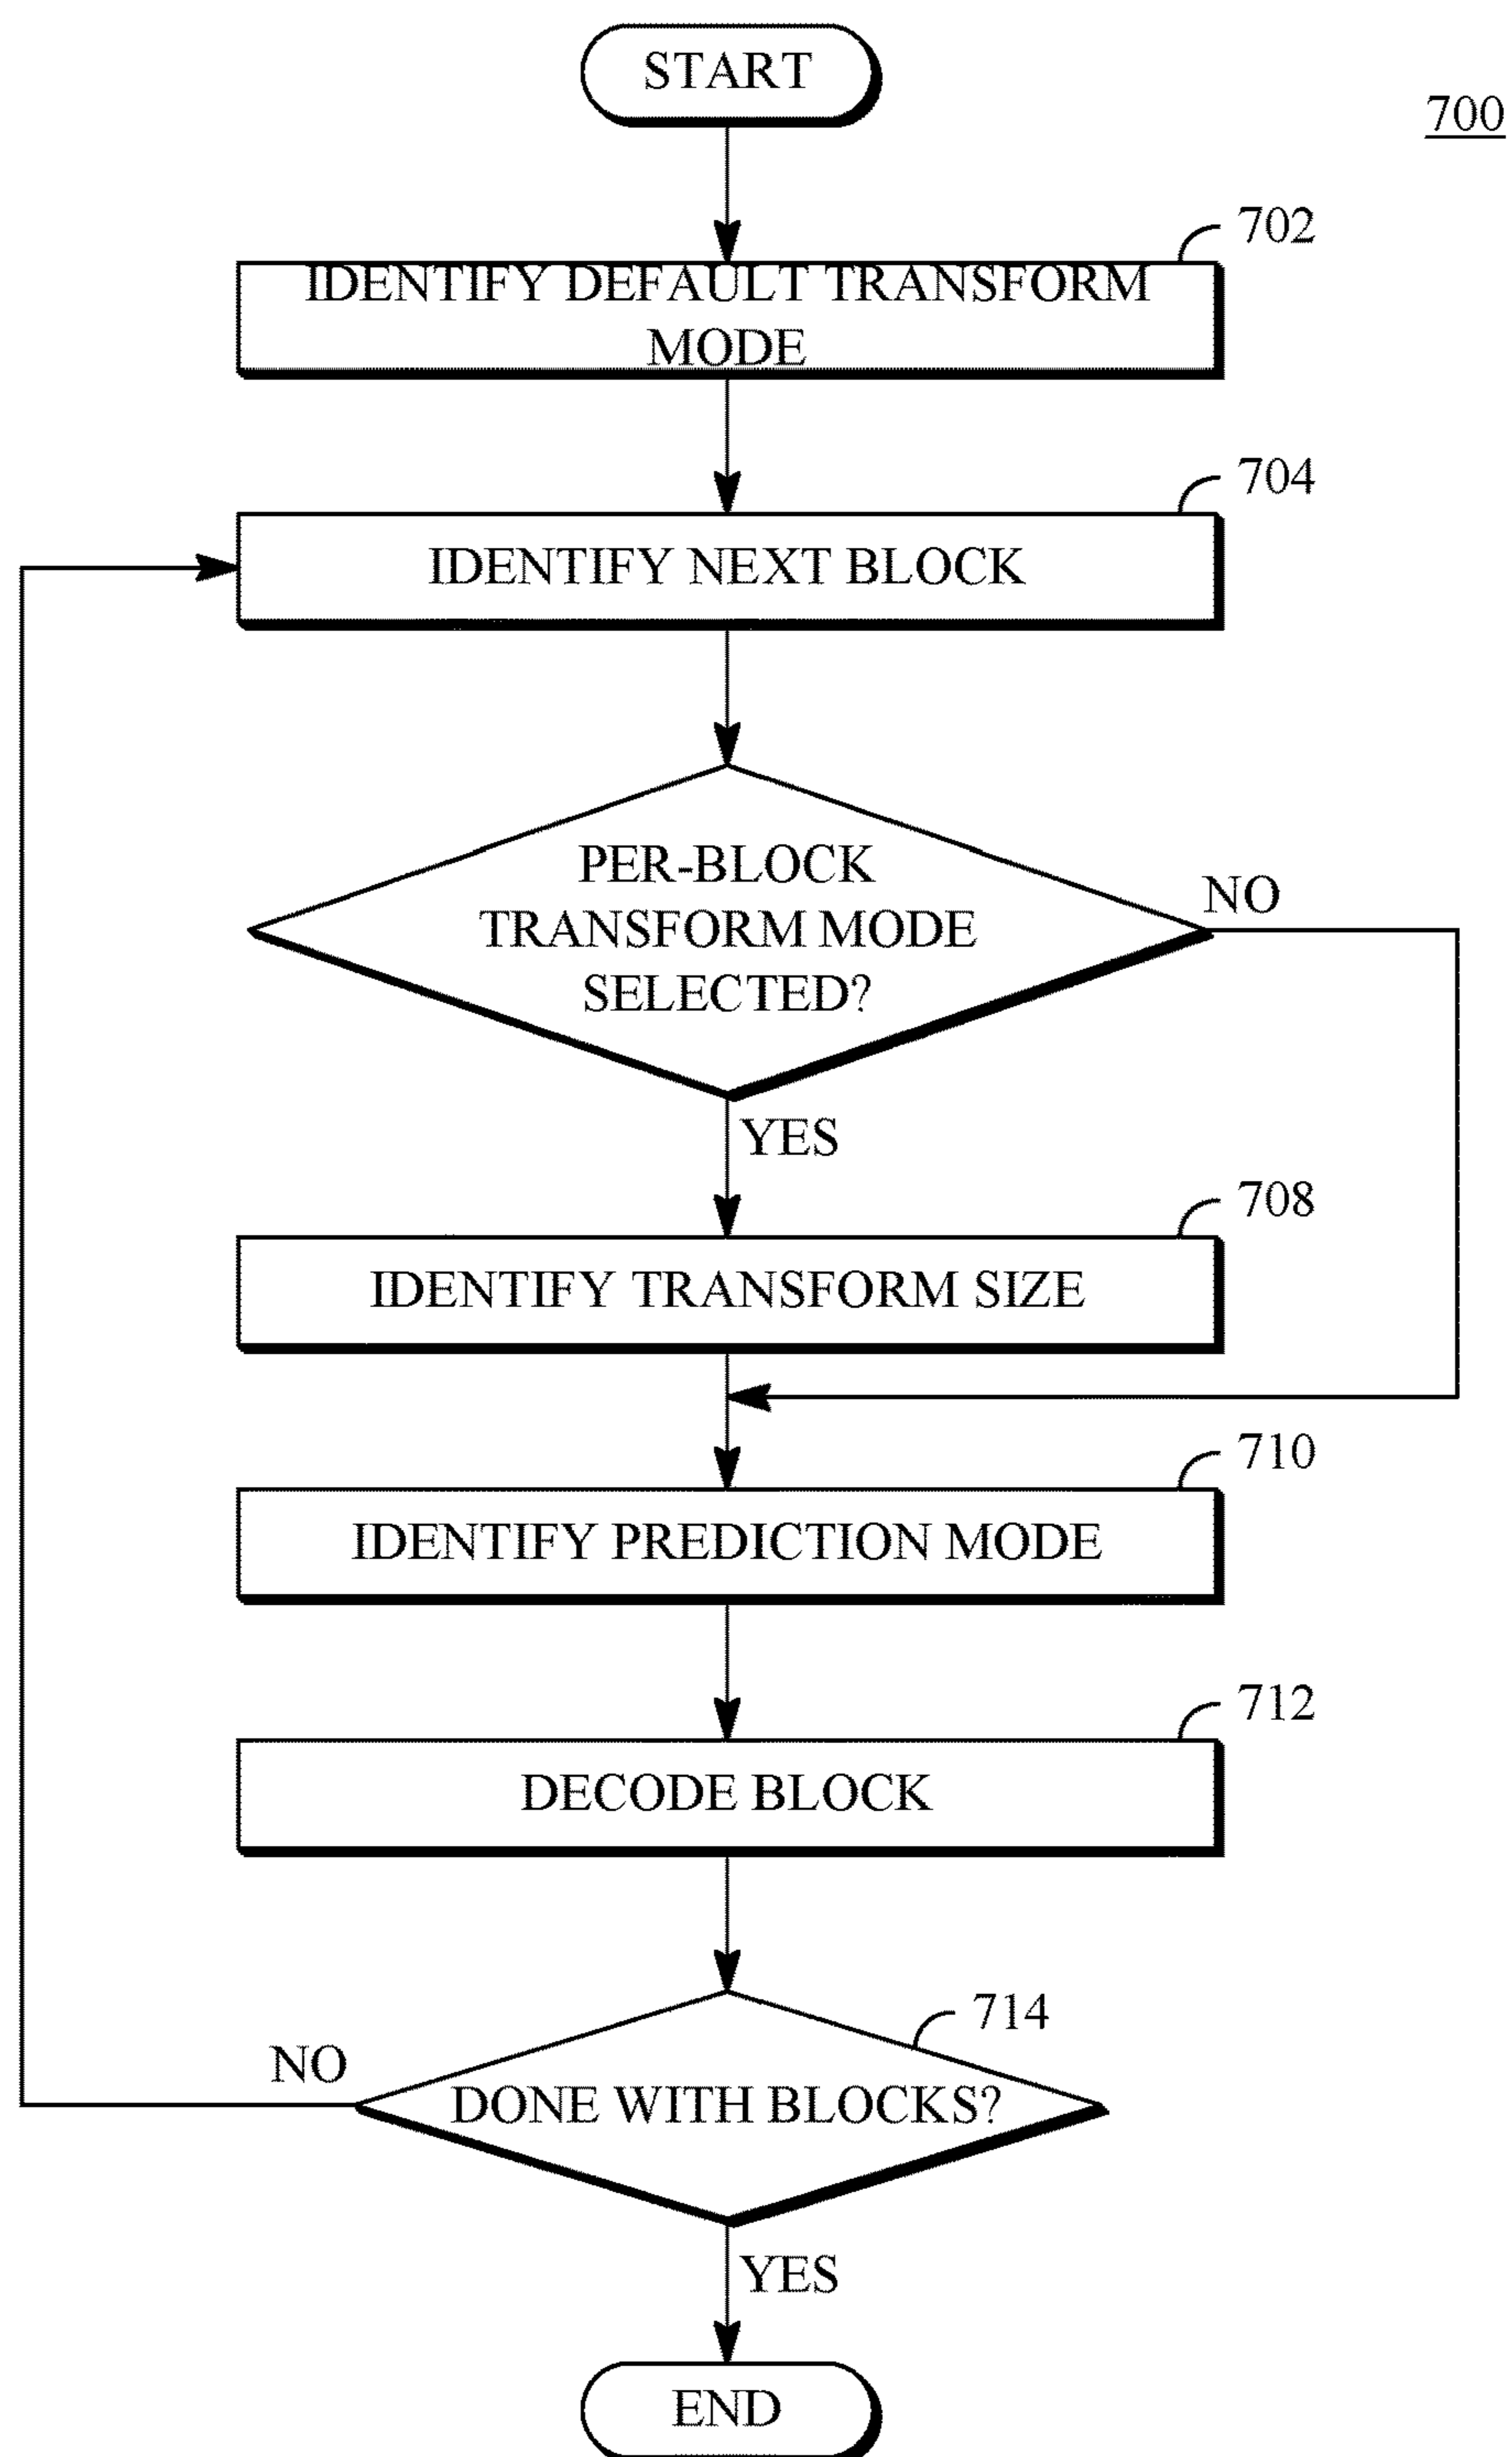 START
700
702
IDENTIFY DEFAULT TRANSFORM
MODE
704
IDENTIFY NEXT BLOCK
PER-BLOCK
TRANSFORM MODE
SELECTED?
NO
YES
708
IDENTIFY TRANSFORM SIZE
710
IDENTIFY PREDICTION MODE
712
DECODE BLOCK
714
NO
DONE WITH BLOCKS?
YES
END